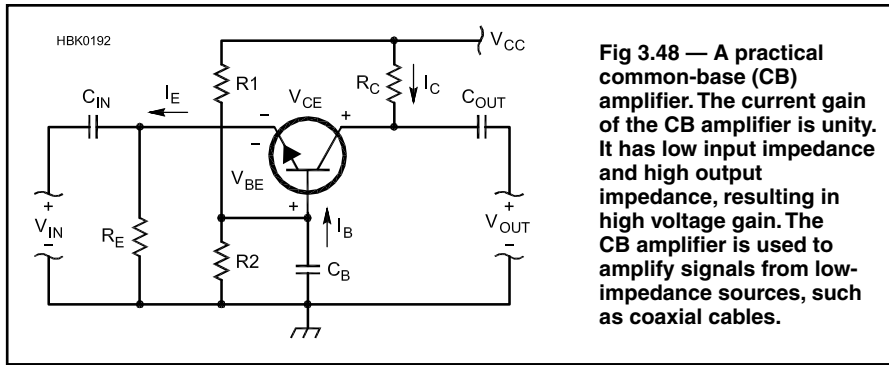 HBK0192
V_CC
I_E
R1
V_CE
R_C
I_C
C_IN
C_OUT
-
+
-
V_BE
+
+
V_IN
-
R_E
I_B
+
V_OUT
-
R2
C_B
Fig 3.48 — A practical
common-base (CB)
amplifier. The current gain
of the CB amplifier is unity.
It has low input impedance
and high output
impedance, resulting in
high voltage gain. The
CB amplifier is used to
amplify signals from low-
impedance sources, such
as coaxial cables.